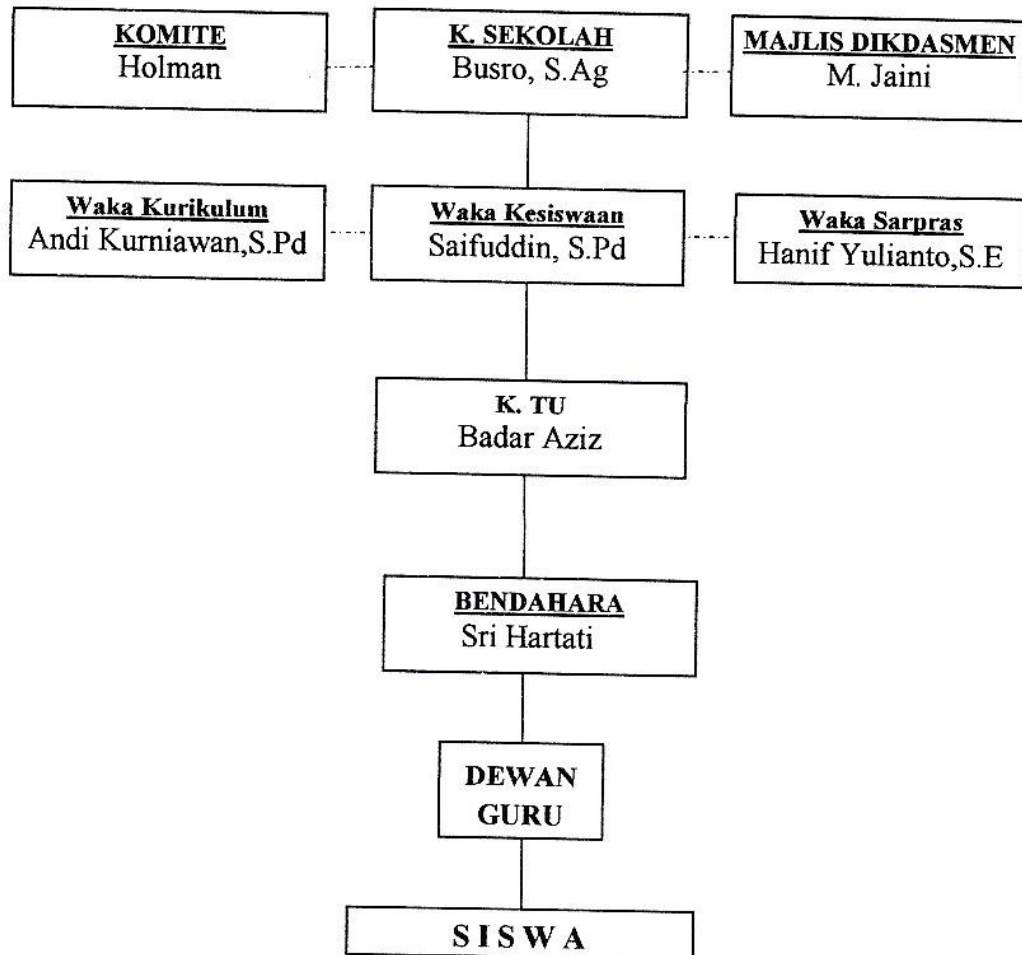 KOMITE
Holman
K. SEKOLAH
Busro, S.Ag
MAJLIS DIKDASMEN
M. Jaini
Waka Kurikulum
Andi Kurniawan,S.Pd
Waka Kesiswaan
Saifuddin, S.Pd
Waka Sarpras
Hanif Yulianto,S.E
K. TU
Badar Aziz
BENDAHARA
Sri Hartati
DEWAN
GURU
S I S W A